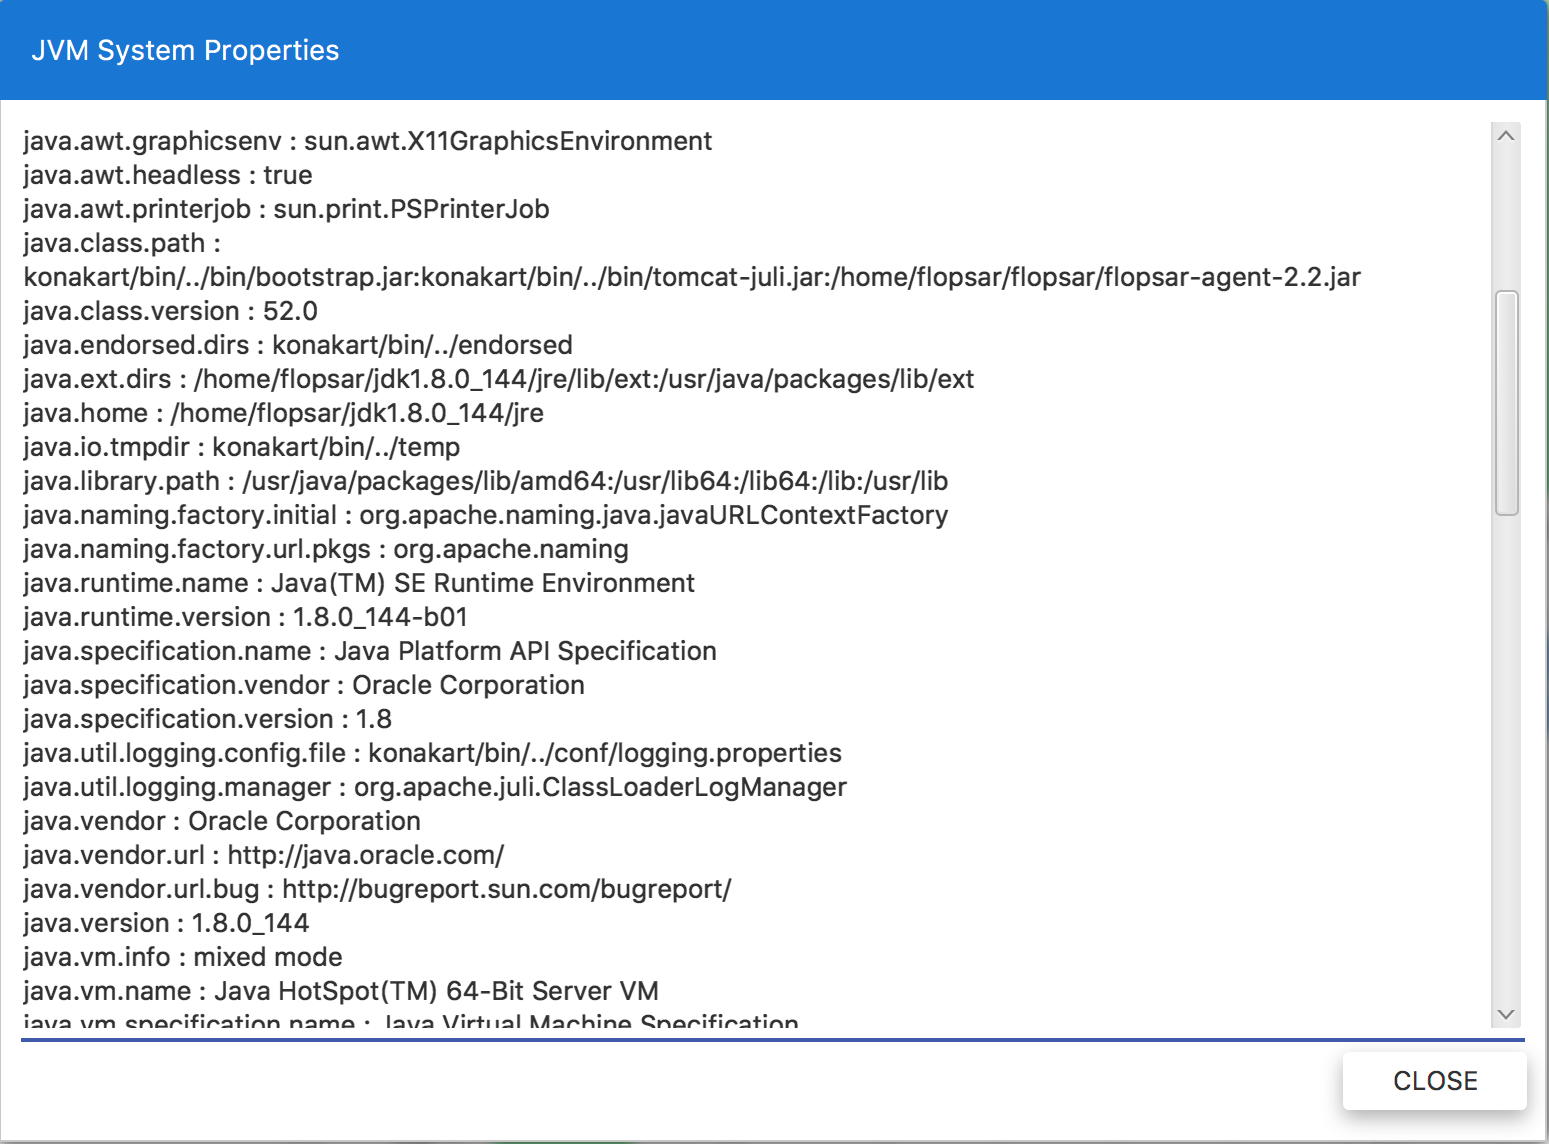 JVM System Properties
java.awt.graphicsenv : sun.awt.X11GraphicsEnvironment
java.awt.headless : true
java.awt.printerjob : sun.print.PSPrinterJob
java.class.path :
konakart/bin/../bin/bootstrap.jar:konakart/bin/../bin/tomcat-juli.jar:/home/flopsar/flopsar/flopsar-agent-2.2.jar
java.class.version : 52.0
java.endorsed.dirs : konakart/bin/../endorsed
java.ext.dirs : /home/flopsar/jdk1.8.0_144/jre/lib/ext:/usr/java/packages/lib/ext
java.home : /home/flopsar/jdk1.8.0_144/jre
java.io.tmpdir : konakart/bin/../temp
java.library.path : /usr/java/packages/lib/amd64:/usr/lib64:/lib64:/lib:/usr/lib
java.naming.factory.initial : org.apache.naming.java.javaURLContextFactory
java.naming.factory.url.pkgs : org.apache.naming
java.runtime.name : Java(TM) SE Runtime Environment
java.runtime.version : 1.8.0_144-b01
java.specification.name : Java Platform API Specification
java.specification.vendor : Oracle Corporation
java.specification.version : 1.8
java.util.logging.config.file : konakart/bin/../conf/logging.properties
java.util.logging.manager : org.apache.juli.ClassLoaderLogManager
java.vendor : Oracle Corporation
java.vendor.url : http://java.oracle.com/
java.vendor.url.bug : http://bugreport.sun.com/bugreport/
java.version : 1.8.0_144
java.vm.info : mixed mode
java.vm.name : Java HotSpot(TM) 64-Bit Server VM
java.vm.specification.name : Java Virtual Machine Specification
CLOSE